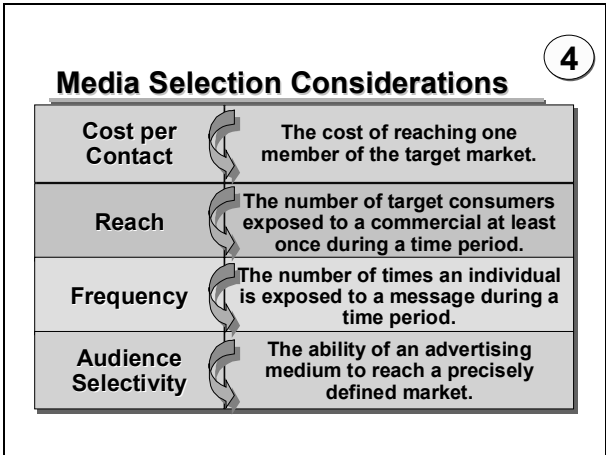 4
Media Selection Considerations
Cost per
Contact
The cost of reaching one
member of the target market.
Reach
The number of target consumers
exposed to a commercial at least
once during a time period.
Frequency
The number of times an individual
is exposed to a message during a
time period.
Audience
Selectivity
The ability of an advertising
medium to reach a precisely
defined market.